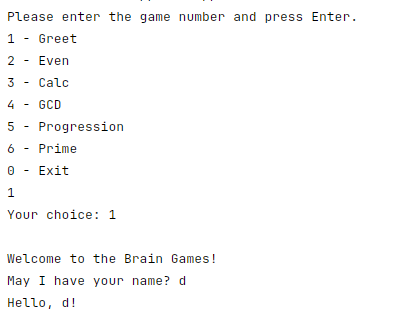 Please enter the game number and press Enter.
1 - Greet
2 - Even
3 - Calc
4 - GCD
5 - Progression
6 - Prime
0 - Exit
1
Your choice: 1
Welcome to the Brain Games!
May I have your name? d
Hello, d!